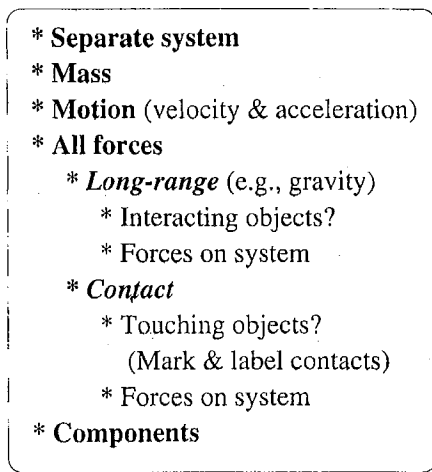 * Separate system
* Mass
* Motion (velocity & acceleration)
* All forces
* Long-range (e.g., gravity)
* Interacting objects?
* Forces on system
* Contact
* Touching objects?
(Mark & label contacts)
* Forces on system
* Components